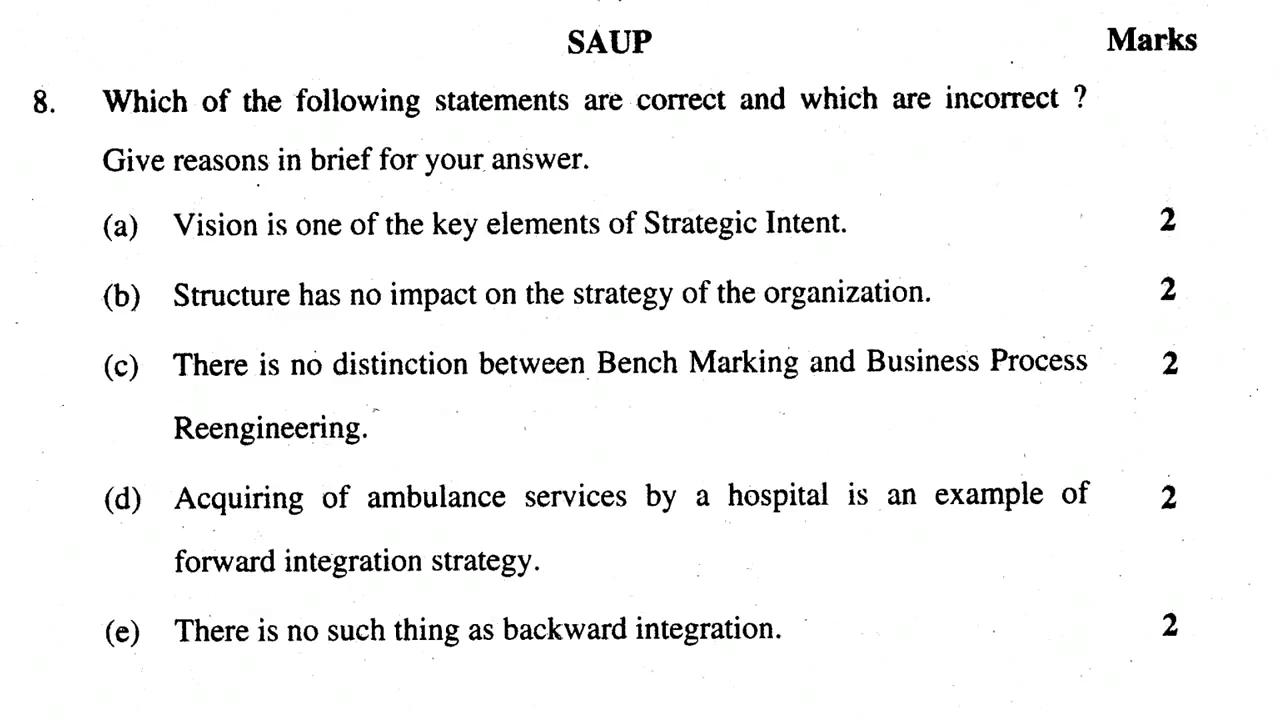 SAUP Marks
8. Which of the following statements are correct and which are incorrect ?
Give reasons in brief for your answer.
(a) Vision is one of the key elements of Strategic Intent. 2
(b) Structure has no impact on the strategy of the organization. 2
(c) There is no distinction between Bench Marking and Business Process 2
Reengineering.
(d) Acquiring of ambulance services by a hospital is an example of 2
forward integration strategy.
(e) There is no such thing as backward integration. 2